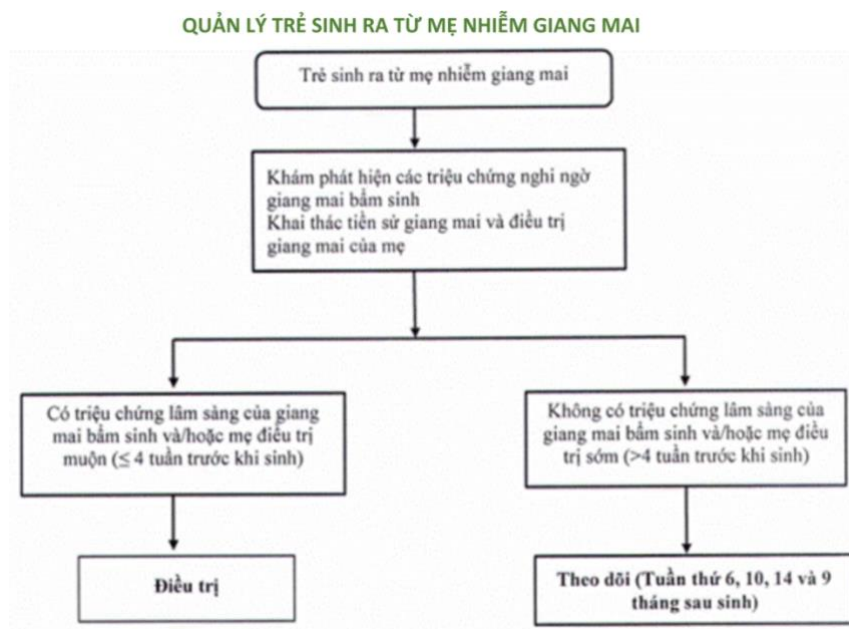 QUẢN LÝ TRẺ SINH RA TỪ MẸ NHIỄM GIANG MAI
Trẻ sinh ra từ mẹ nhiễm giang mai
Khám phát hiện các triệu chứng nghi ngờ
giang mai bẩm sinh
Khai thác tiền sử giang mai và điều trị
giang mai của mẹ
Có triệu chứng lâm sàng của giang
mai bẩm sinh và/hoặc mẹ điều trị
muộn (≤ 4 tuần trước khi sinh)
Không có triệu chứng lâm sàng của
giang mai bẩm sinh và/hoặc mẹ điều
trị sớm (>4 tuần trước khi sinh)
Điều trị
Theo dõi (Tuần thứ 6, 10, 14 và 9
tháng sau sinh)